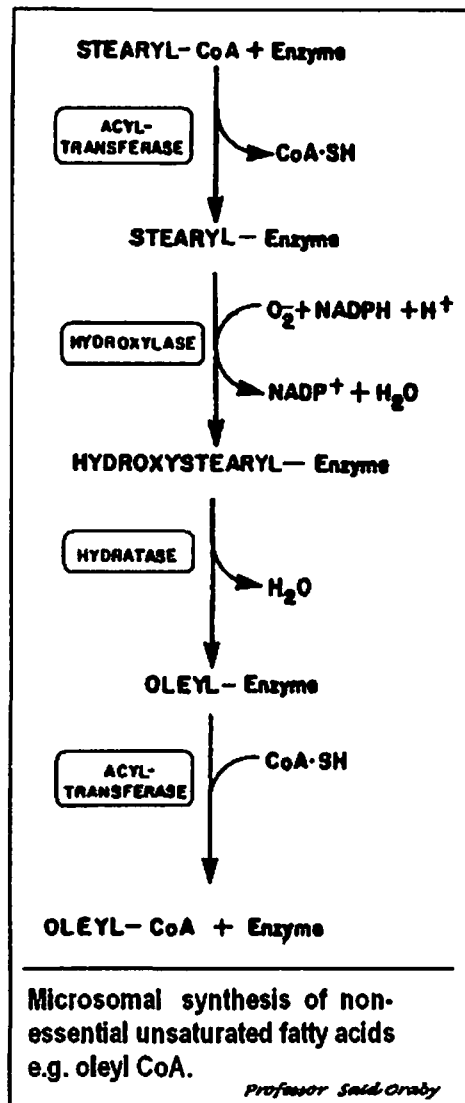 STEARYL-CoA + Enzyme
ACYL-
TRANSFERASE
CoA·SH
STEARYL- Enzyme
O2̄ + NADPH + H⁺
HYDROXYLASE
NADP⁺ + H₂O
HYDROXYSTEARYL- Enzyme
HYDRATASE
H₂O
OLEYL- Enzyme
CoA·SH
ACYL-
TRANSFERASE
OLEYL-CoA + Enzyme
Microsomal synthesis of non-
essential unsaturated fatty acids
e.g. oleyl CoA.
Professor Said Oraby